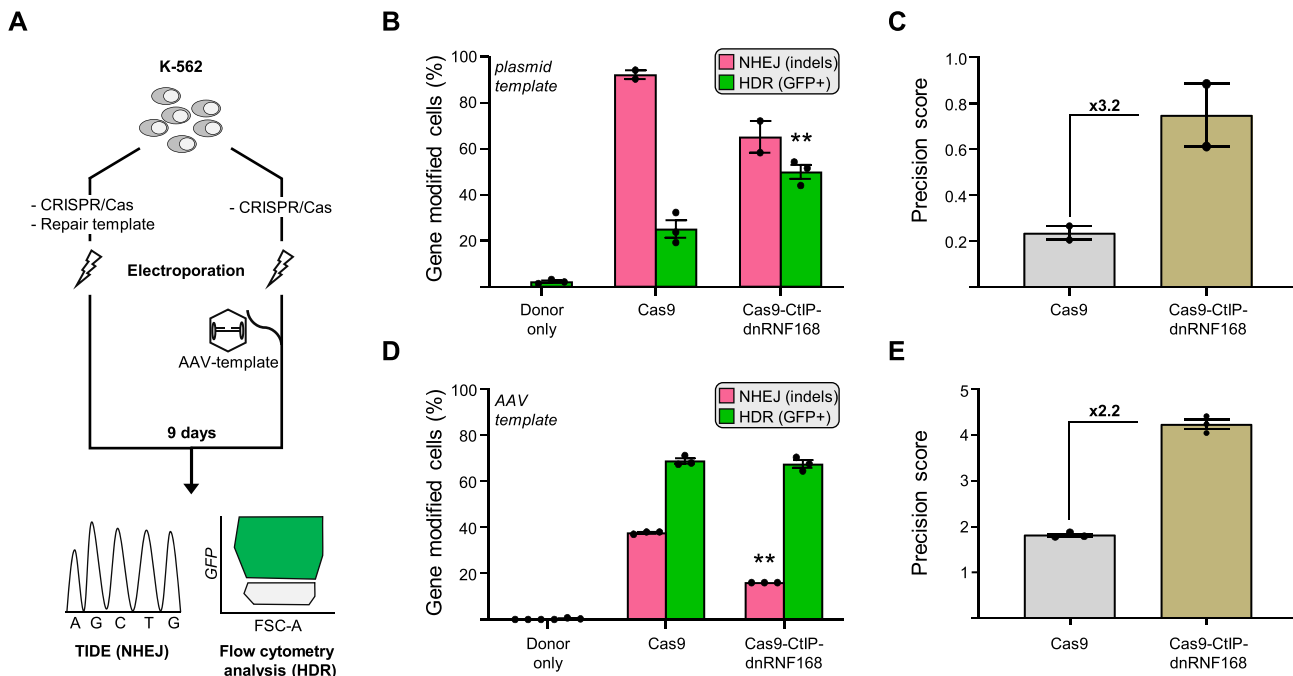 A
K-562
- CRISPR/Cas
- Repair template
- CRISPR/Cas
Electroporation
AAV-template
9 days
A G C T G
TIDE (NHEJ)
GFP
FSC-A
Flow cytometry
analysis (HDR)
B
Gene modified cells (%)
100
80
60
40
20
plasmid
template
NHEJ (indels)
HDR (GFP+)
**
Donor
only
Cas9
Cas9-CtIP-
dnRNF168
C
Precision score
1.0
0.8
0.6
0.4
0.2
x3.2
Cas9
Cas9-CtIP-
dnRNF168
D
Gene modified cells (%)
100
80
60
40
20
AAV
template
NHEJ (indels)
HDR (GFP+)
**
Donor
only
Cas9
Cas9-CtIP-
dnRNF168
E
Precision score
5
4
3
2
1
x2.2
Cas9
Cas9-CtIP-
dnRNF168